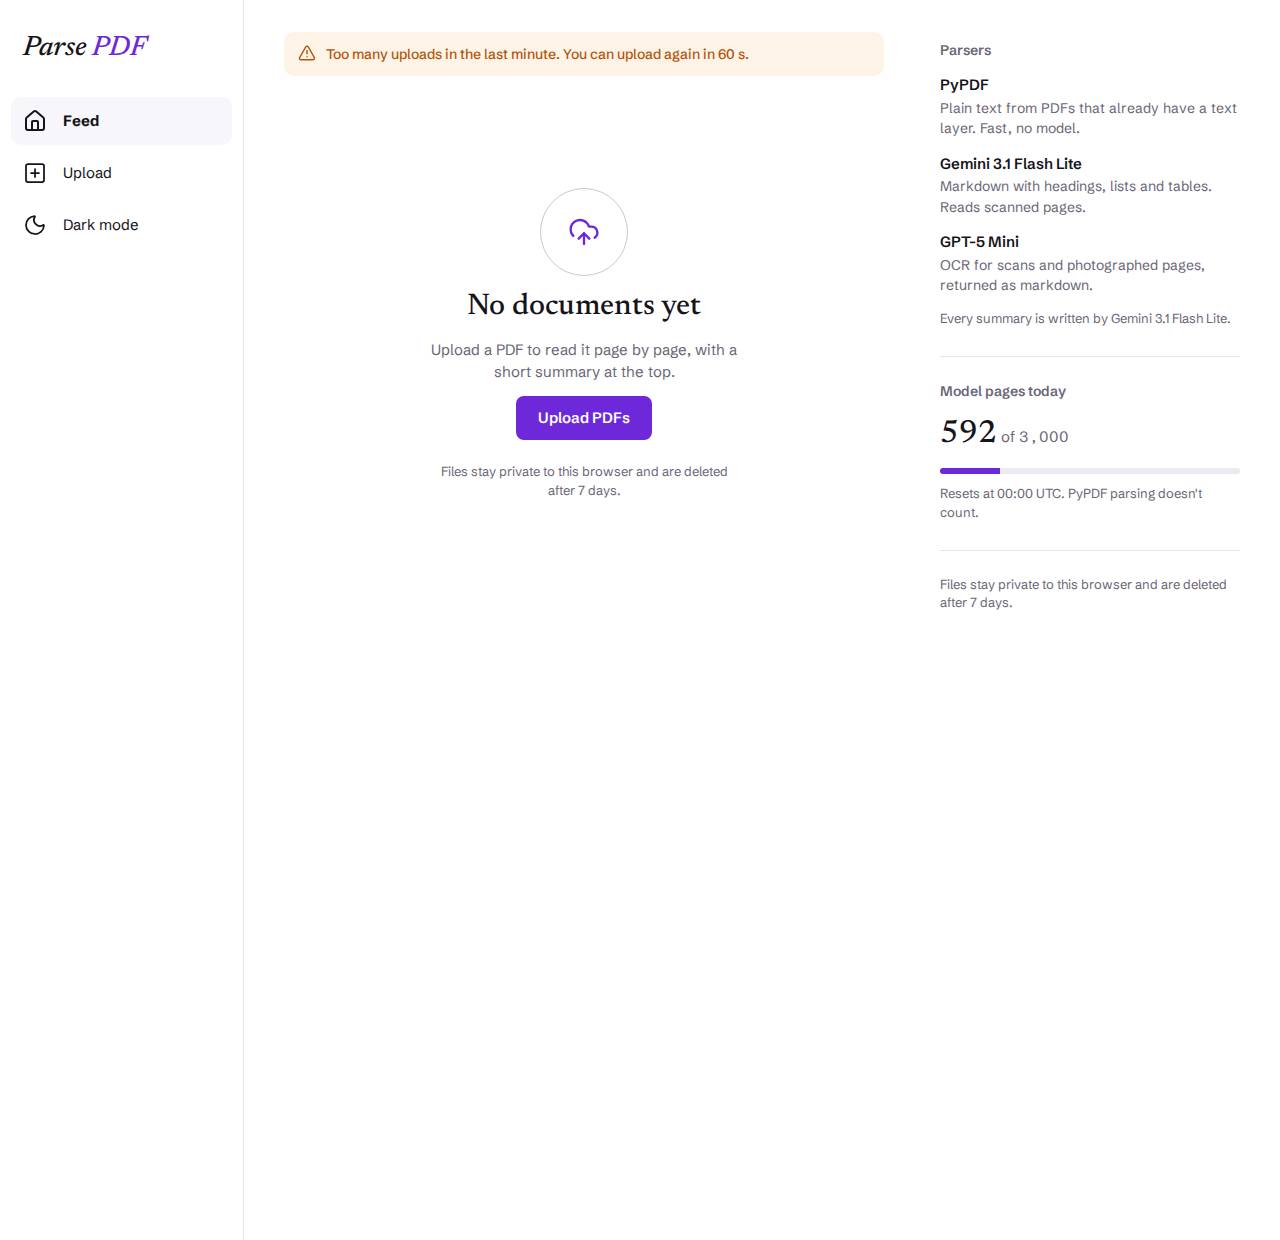 Parse PDF
Feed
Upload
Dark mode
Too many uploads in the last minute. You can upload again in 60 s.
No documents yet
Upload a PDF to read it page by page, with a
short summary at the top.
Upload PDFs
Files stay private to this browser and are deleted
after 7 days.
Parsers
PyPDF
Plain text from PDFs that already have a text
layer. Fast, no model.
Gemini 3.1 Flash Lite
Markdown with headings, lists and tables.
Reads scanned pages.
GPT-5 Mini
OCR for scans and photographed pages,
returned as markdown.
Every summary is written by Gemini 3.1 Flash Lite.
Model pages today
592 of 3,000
Resets at 00:00 UTC. PyPDF parsing doesn't
count.
Files stay private to this browser and are deleted
after 7 days.